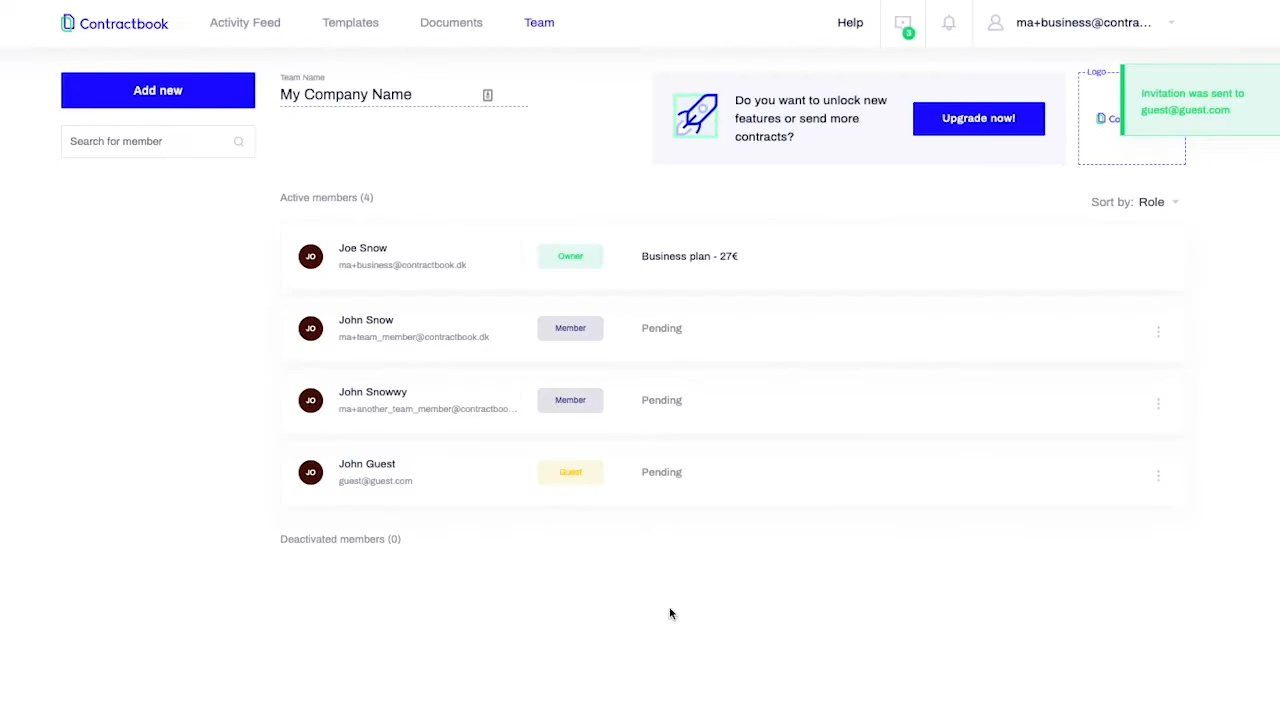 Contractbook
Activity Feed
Templates
Documents
Team
Help
3
ma+business@contra...
Add new
Search for member
Team Name
My Company Name
Do you want to unlock new
features or send more
contracts?
Upgrade now!
Logo
Co
Invitation was sent to
guest@guest.com
Active members (4)
Sort by: Role
JO
Joe Snow
ma+business@contractbook.dk
Owner
Business plan - 27€
JO
John Snow
ma+team_member@contractbook.dk
Member
Pending
JO
John Snowwy
ma+another_team_member@contractboo...
Member
Pending
JO
John Guest
guest@guest.com
Guest
Pending
Deactivated members (0)